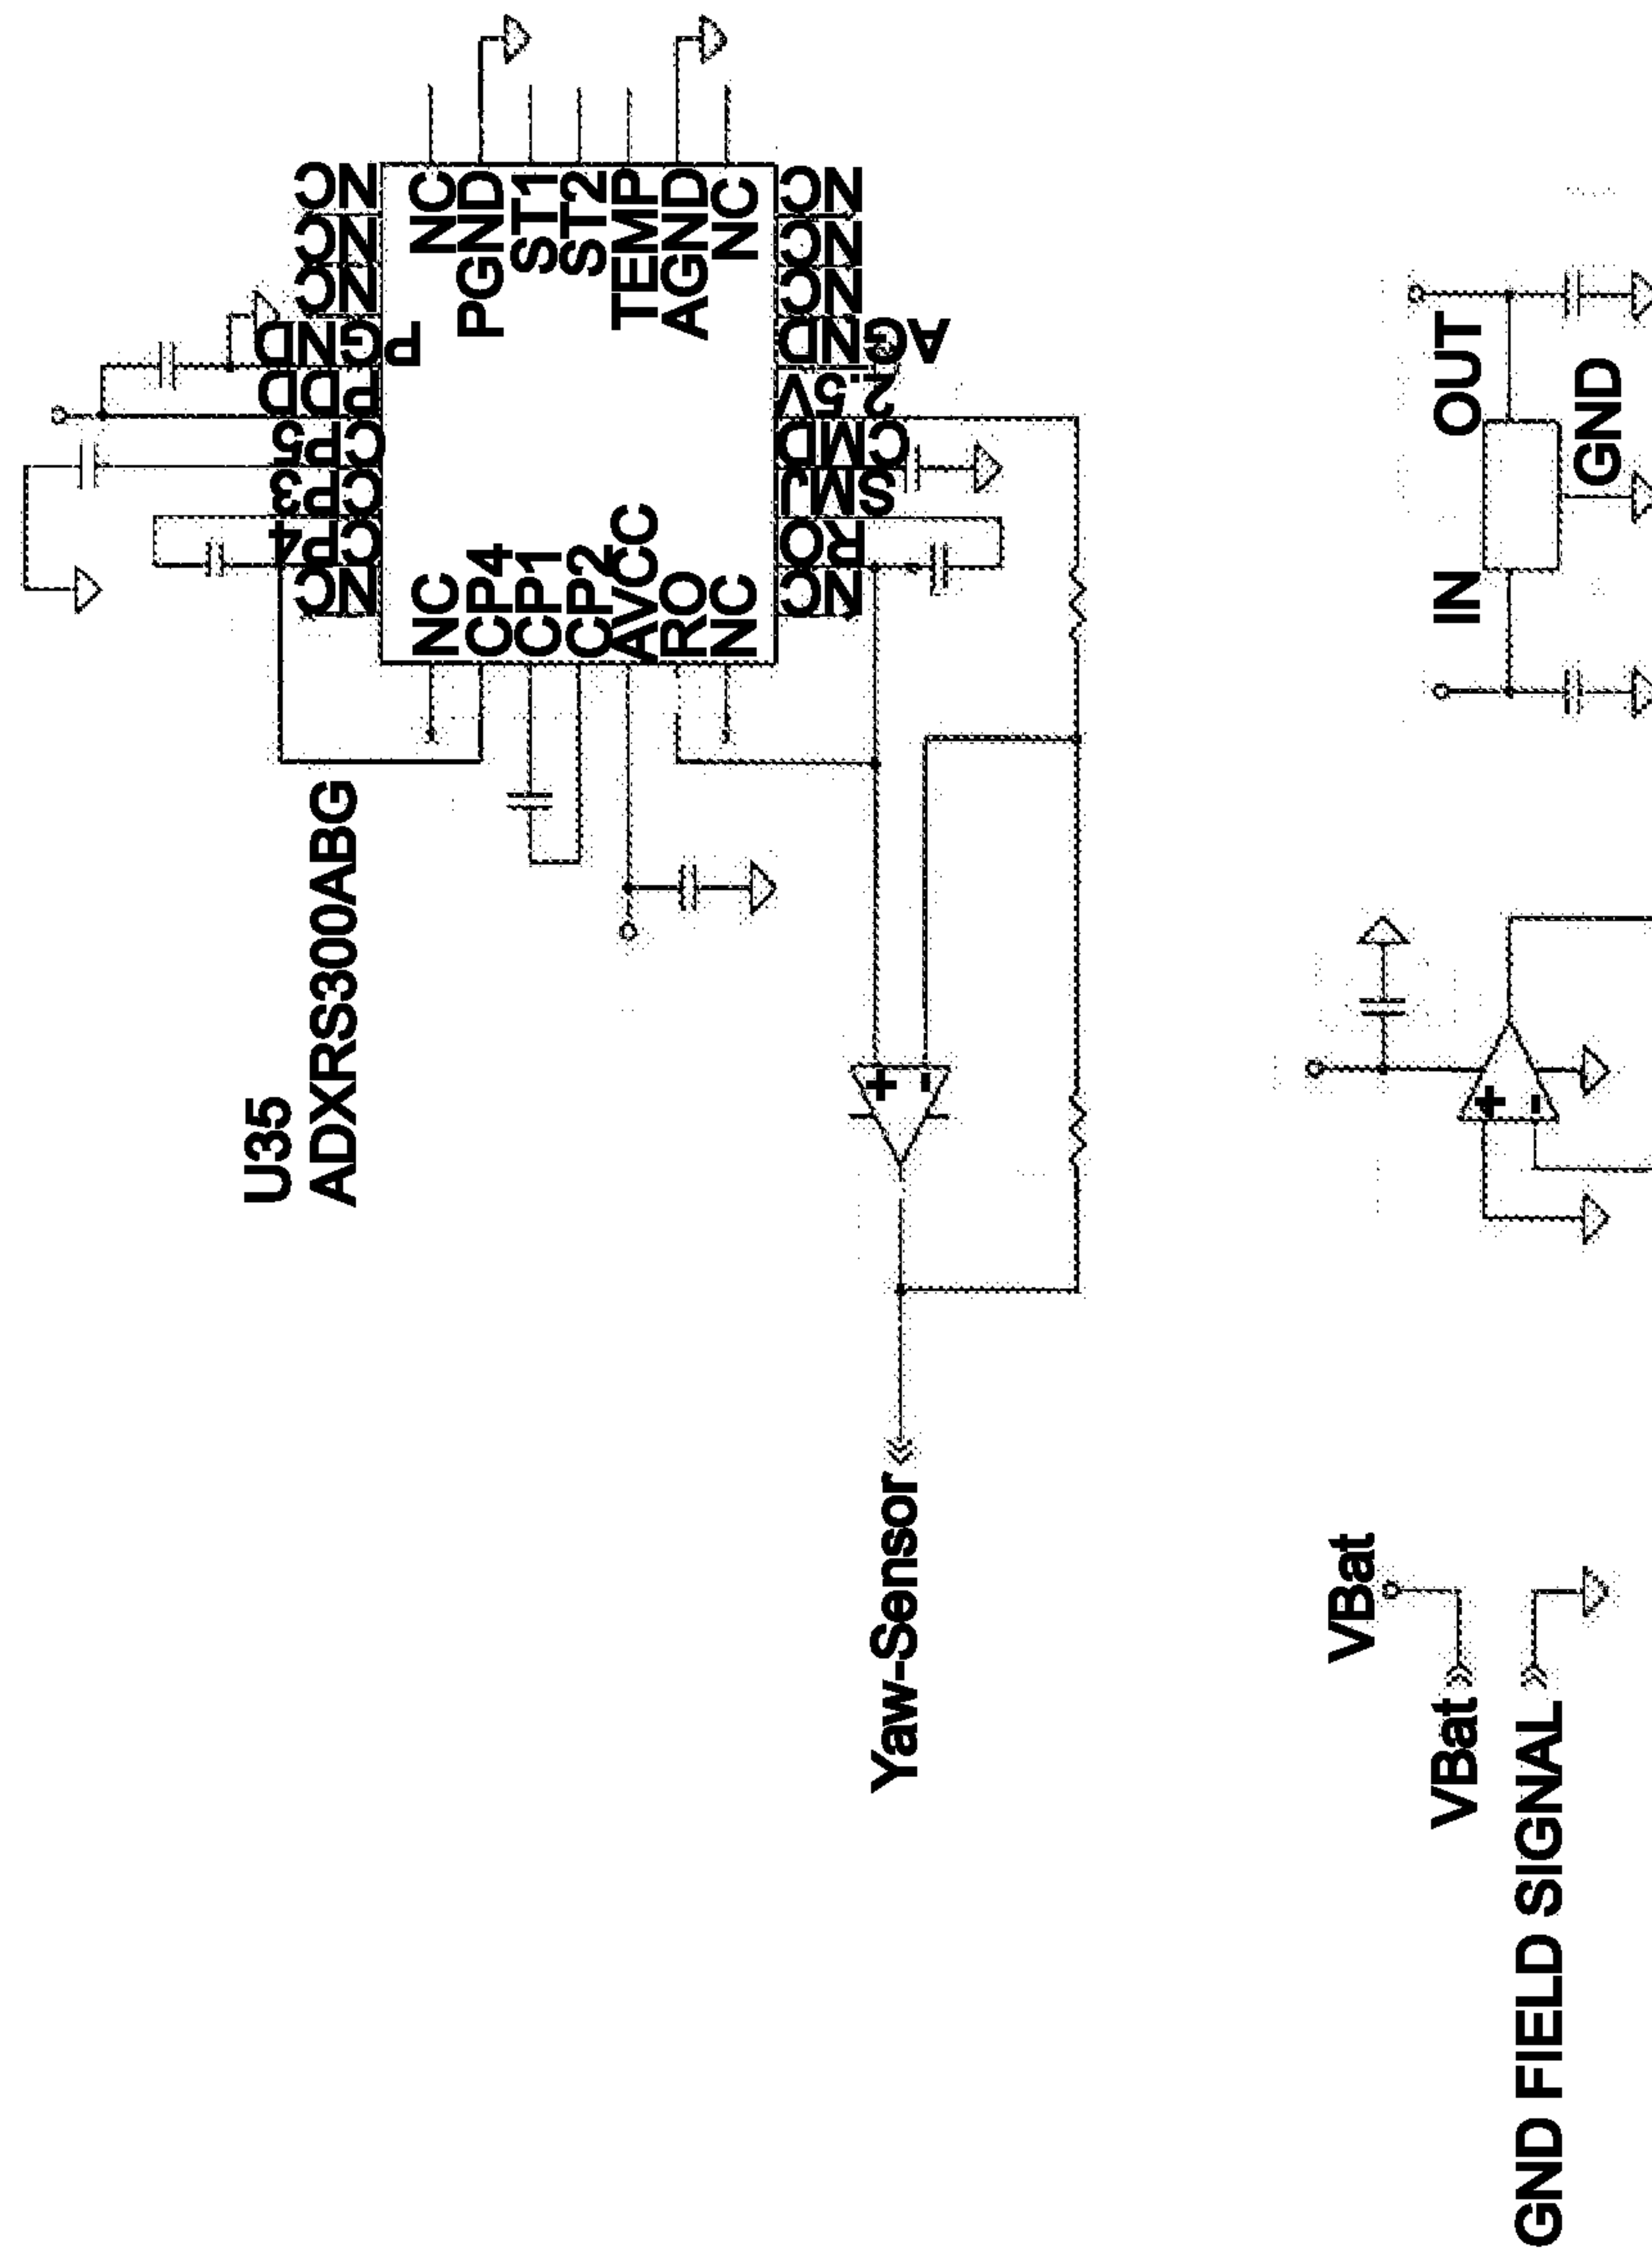 U35
ADXRS300ABG
NC
NC
NC
PGND
PDD
CP5
CP3
CP4
NC
NC
PGND
ST1
ST2
TEMP
AGND
NC
NC
CP4
CP1
CP2
AVCC
RO
NC
NC
NC
NC
AGND
2.5V
CMD
SMJ
RO
NC
Yaw-Sensor
VBat
VBat
GND FIELD SIGNAL
IN
OUT
GND
+
-
+
-